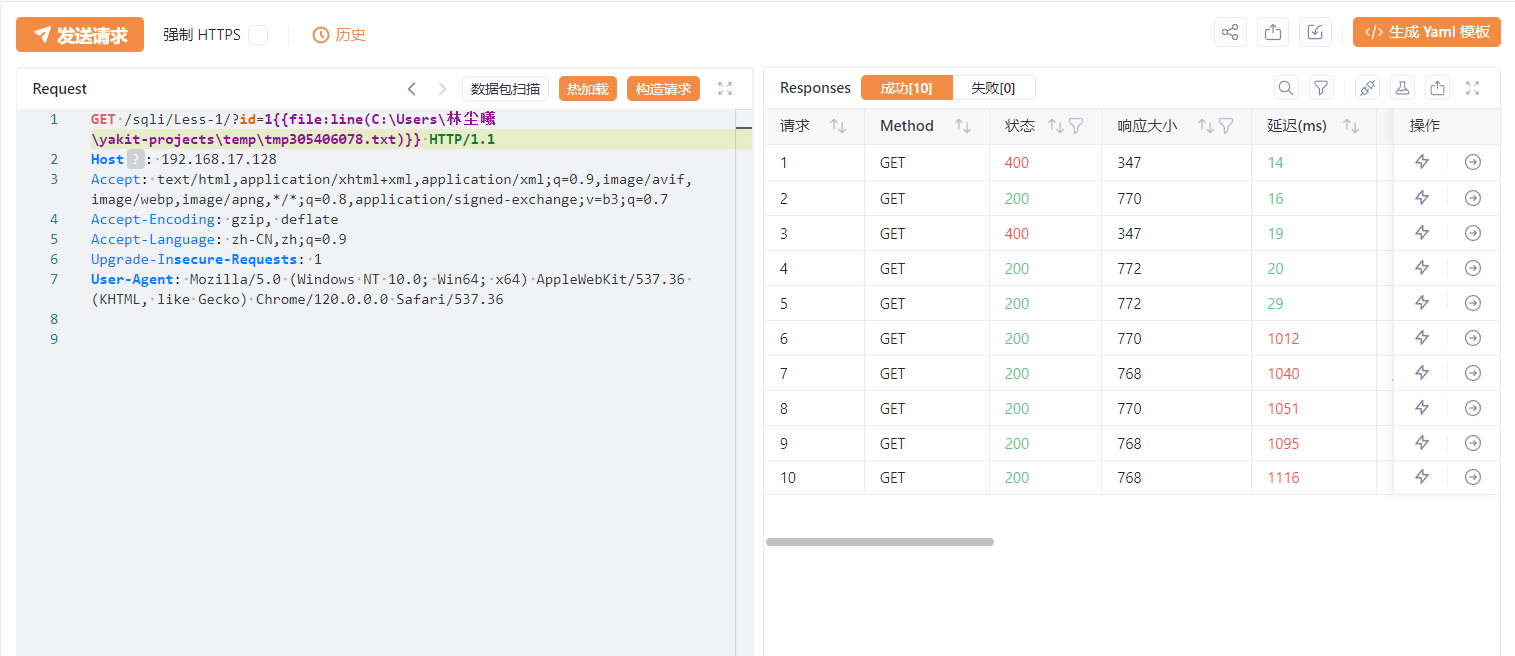 发送请求 强制 HTTPS 历史 </> 生成 Yaml 模板
Request 数据包扫描 热加载 构造请求
1 GET /sqli/Less-1/?id=1{{file:line(C:\Users\林尘曦
\yakit-projects\temp\tmp305406078.txt)}} HTTP/1.1
2 Host ? : 192.168.17.128
3 Accept: text/html,application/xhtml+xml,application/xml;q=0.9,image/avif,
image/webp,image/apng,*/*;q=0.8,application/signed-exchange;v=b3;q=0.7
4 Accept-Encoding: gzip, deflate
5 Accept-Language: zh-CN,zh;q=0.9
6 Upgrade-Insecure-Requests: 1
7 User-Agent: Mozilla/5.0 (Windows NT 10.0; Win64; x64) AppleWebKit/537.36
(KHTML, like Gecko) Chrome/120.0.0.0 Safari/537.36
8
9
Responses 成功[10] 失败[0]
请求 Method 状态 响应大小 延迟(ms) 操作
1 GET 400 347 14
2 GET 200 770 16
3 GET 400 347 19
4 GET 200 772 20
5 GET 200 772 29
6 GET 200 770 1012
7 GET 200 768 1040
8 GET 200 770 1051
9 GET 200 768 1095
10 GET 200 768 1116